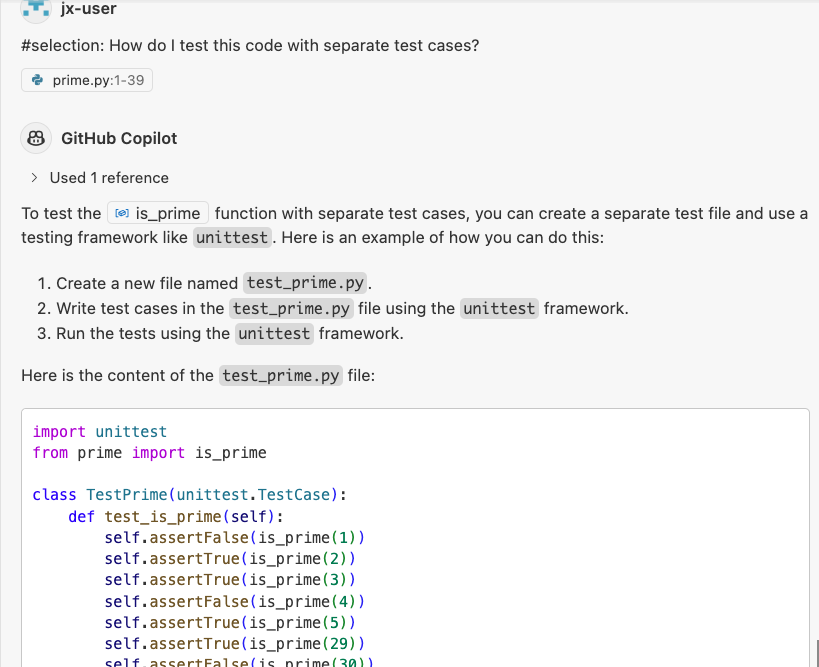 jx-user
#selection: How do I test this code with separate test cases?
prime.py:1-39
GitHub Copilot
Used 1 reference
To test the is_prime function with separate test cases, you can create a separate test file and use a
testing framework like unittest. Here is an example of how you can do this:
1. Create a new file named test_prime.py.
2. Write test cases in the test_prime.py file using the unittest framework.
3. Run the tests using the unittest framework.
Here is the content of the test_prime.py file:
import unittest
from prime import is_prime
class TestPrime(unittest.TestCase):
    def test_is_prime(self):
        self.assertFalse(is_prime(1))
        self.assertTrue(is_prime(2))
        self.assertTrue(is_prime(3))
        self.assertFalse(is_prime(4))
        self.assertTrue(is_prime(5))
        self.assertTrue(is_prime(29))
        self.assertFalse(is_prime(30))